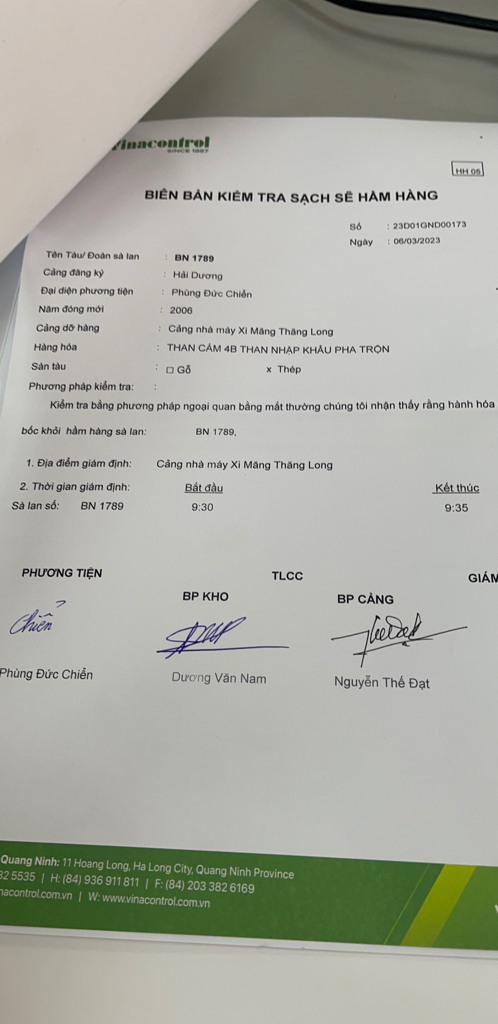 Vinacontrol
SINCE 1957
HH 05
BIÊN BẢN KIỂM TRA SẠCH SẼ HẦM HÀNG
Số : 23D01GND00173
Ngày : 06/03/2023
Tên Tàu/ Đoàn sà lan : BN 1789
Cảng đăng ký : Hải Dương
Đại diện phương tiện : Phùng Đức Chiển
Năm đóng mới : 2006
Cảng dỡ hàng : Cảng nhà máy Xi Măng Thăng Long
Hàng hóa : THAN CÁM 4B THAN NHẬP KHẨU PHA TRỘN
Sàn tàu : □ Gỗ x Thép
Phương pháp kiểm tra: :
Kiểm tra bằng phương pháp ngoại quan bằng mắt thường chúng tôi nhận thấy rằng hành hóa
bốc khỏi hầm hàng sà lan: BN 1789,
1. Địa điểm giám định: Cảng nhà máy Xi Măng Thăng Long
2. Thời gian giám định: Bắt đầu Kết thúc
Sà lan số: BN 1789 9:30 9:35
PHƯƠNG TIỆN TLCC GIÁM
BP KHO BP CẢNG
Chiển
Phùng Đức Chiển Dương Văn Nam Nguyễn Thế Đạt
Quang Ninh: 11 Hoang Long, Ha Long City, Quang Ninh Province
82 5535 | H: (84) 936 911 811 | F: (84) 203 382 6169
nacontrol.com.vn | W: www.vinacontrol.com.vn